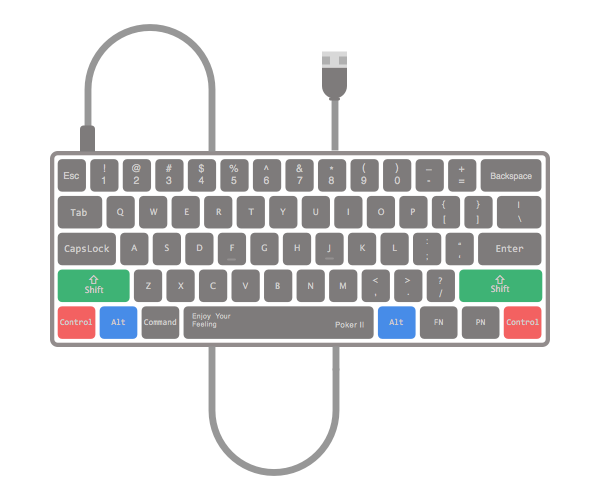 ! @ # $ % ^ & * ( ) _ +
Esc 1 2 3 4 5 6 7 8 9 0 - = Backspace
{ } |
Tab Q W E R T Y U I O P [ ] \
: "
CapsLock A S D F G H J K L ; ' Enter
< > ?
Shift Z X C V B N M , . / Shift
Control Alt Command Enjoy Your Feeling Poker II Alt FN PN Control